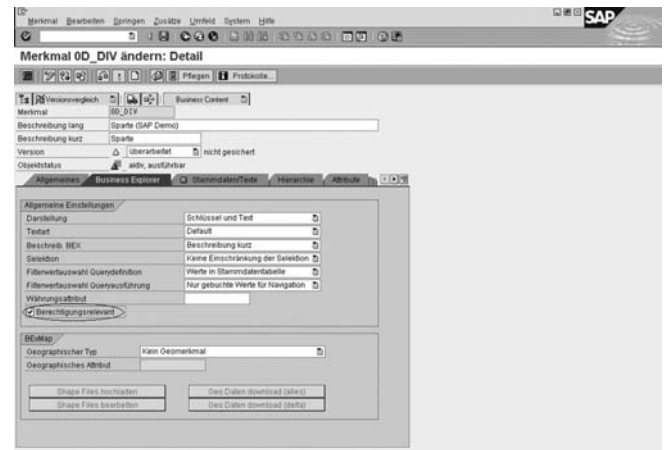 Merkmal Bearbeiten Springen Zusätze Umfeld System Hilfe
SAP
Merkmal 0D_DIV ändern: Detail
Pflegen Protokolle...
Versionsvergleich Business Content
Merkmal 0D_DIV
Beschreibung lang Sparte (SAP Demo)
Beschreibung kurz Sparte
Version überarbeitet nicht gesichert
Objektstatus aktiv, ausführbar
Allgemeines Business Explorer Stammdaten/Texte Hierarchie Attribute
Allgemeine Einstellungen
Darstellung Schlüssel und Text
Textart Default
Beschreib. BEX Beschreibung kurz
Selektion Keine Einschränkung der Selektion
Filterwertauswahl Querydefinition Werte in Stammdatentabelle
Filterwertauswahl Queryausführung Nur gebuchte Werte für Navigation
Währungsattribut
Berechtigungsrelevant
BExMap
Geographischer Typ Kein Geomerkmal
Geographisches Attribut
Shape Files hochladen Geo Daten download (alles)
Shape Files bearbeiten Geo Daten download (delta)